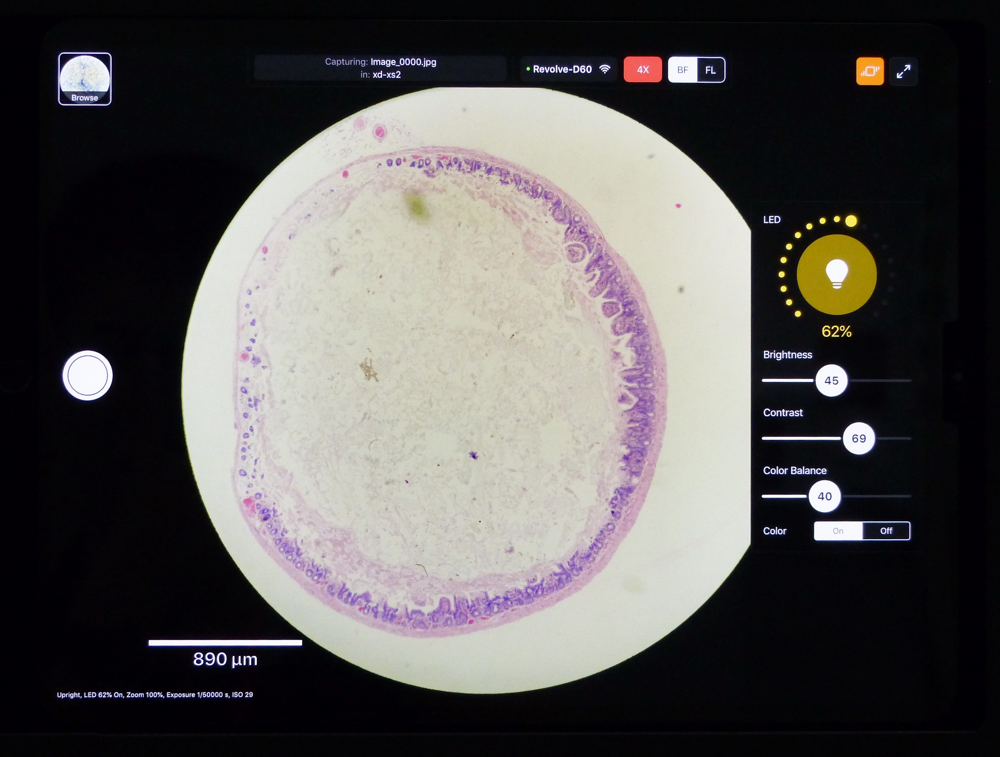 Capturing: Image_0000.jpg
in: xd-xs2
Revolve-D60
4X
BF
FL
Browse
LED
62%
Brightness
45
Contrast
69
Color Balance
40
Color
On
Off
890 µm
Upright, LED 62% On, Zoom 100%, Exposure 1/50000 s, ISO 29